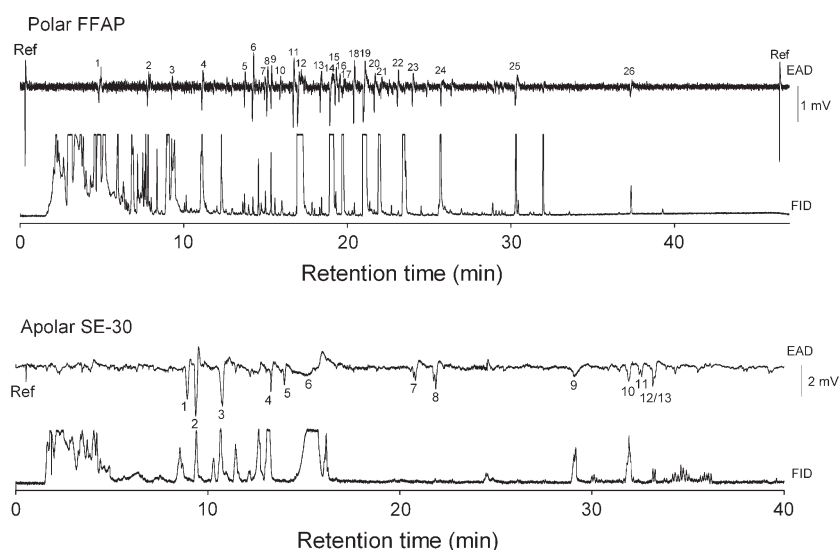 Polar FFAP
Ref
1 2 3 4 5 6 7 8 9 10 11 12 13 14 15 16 17 18 19 20 21 22 23 24 25 26
Ref
EAD
1 mV
FID
0 10 20 30 40
Retention time (min)
Apolar SE-30
EAD
Ref
2 mV
1 2 3 4 5 6 7 8 9 10 11 12/13
FID
0 10 20 30 40
Retention time (min)